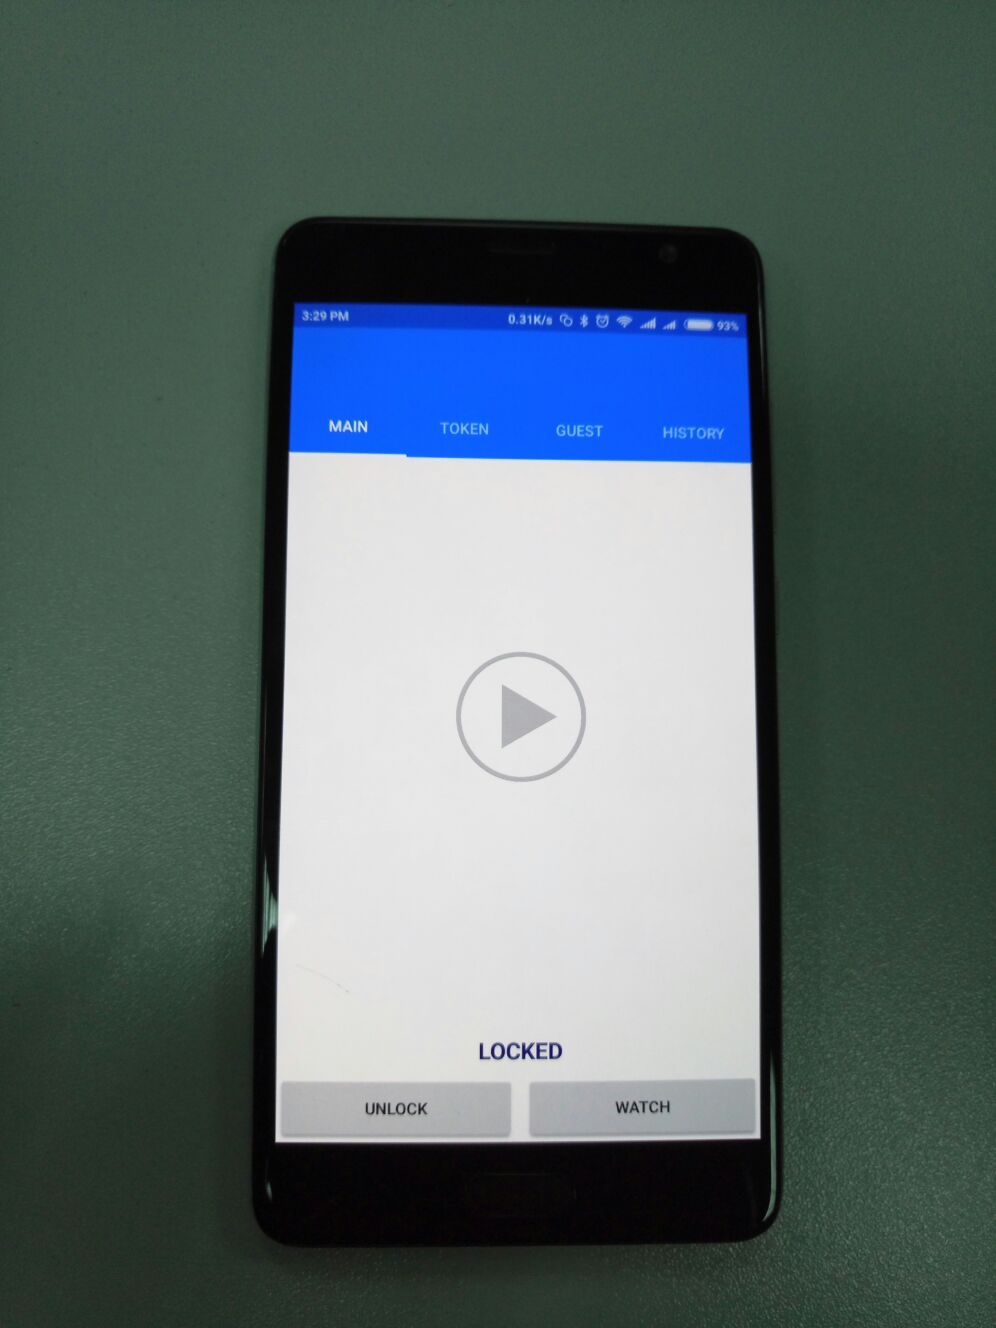 3:29 PM 0.31K/s 93%
MAIN TOKEN GUEST HISTORY
LOCKED
UNLOCK WATCH